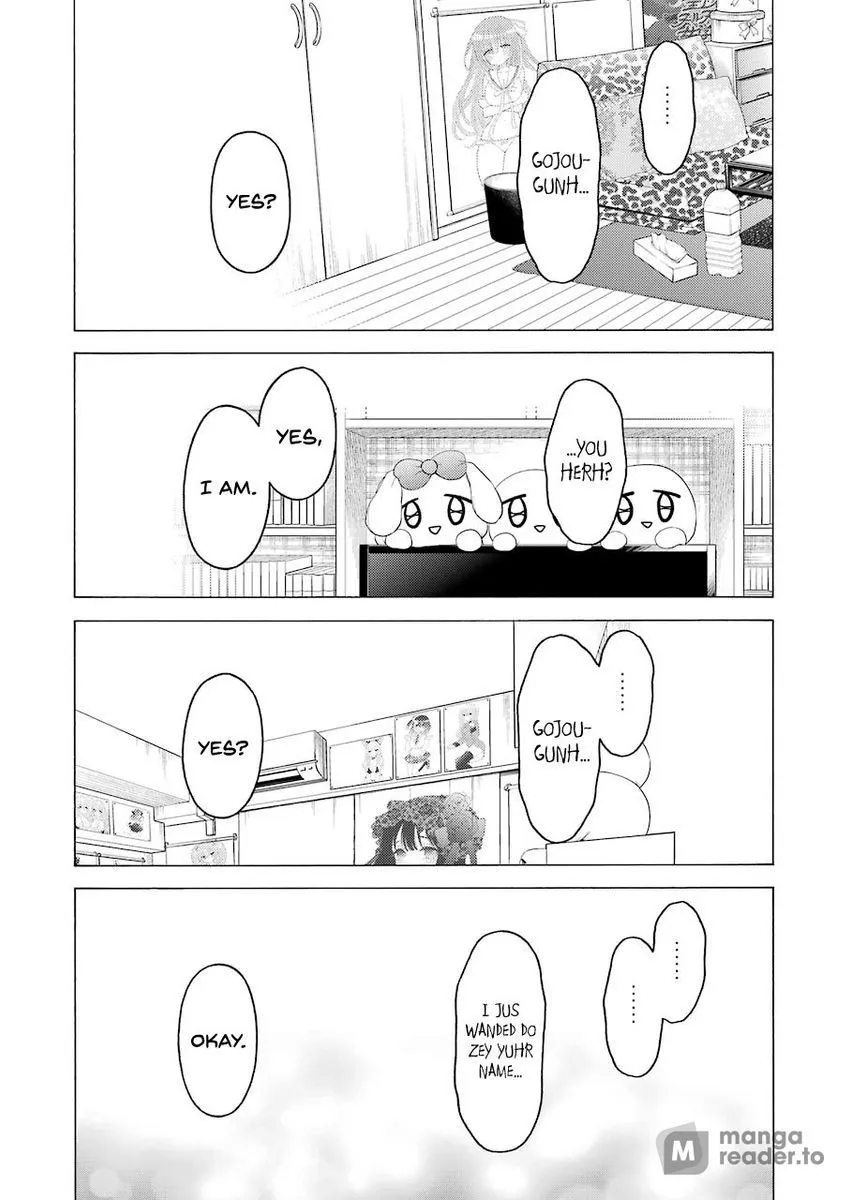 ......
GOJOU-
GUNH...
YES?
...YOU
HERH?
YES,
I AM.
......
GOJOU-
GUNH...
YES?
......
......
I JUS
WANDED DO
ZEY YUHR
NAME...
OKAY.
M manga
reader.to